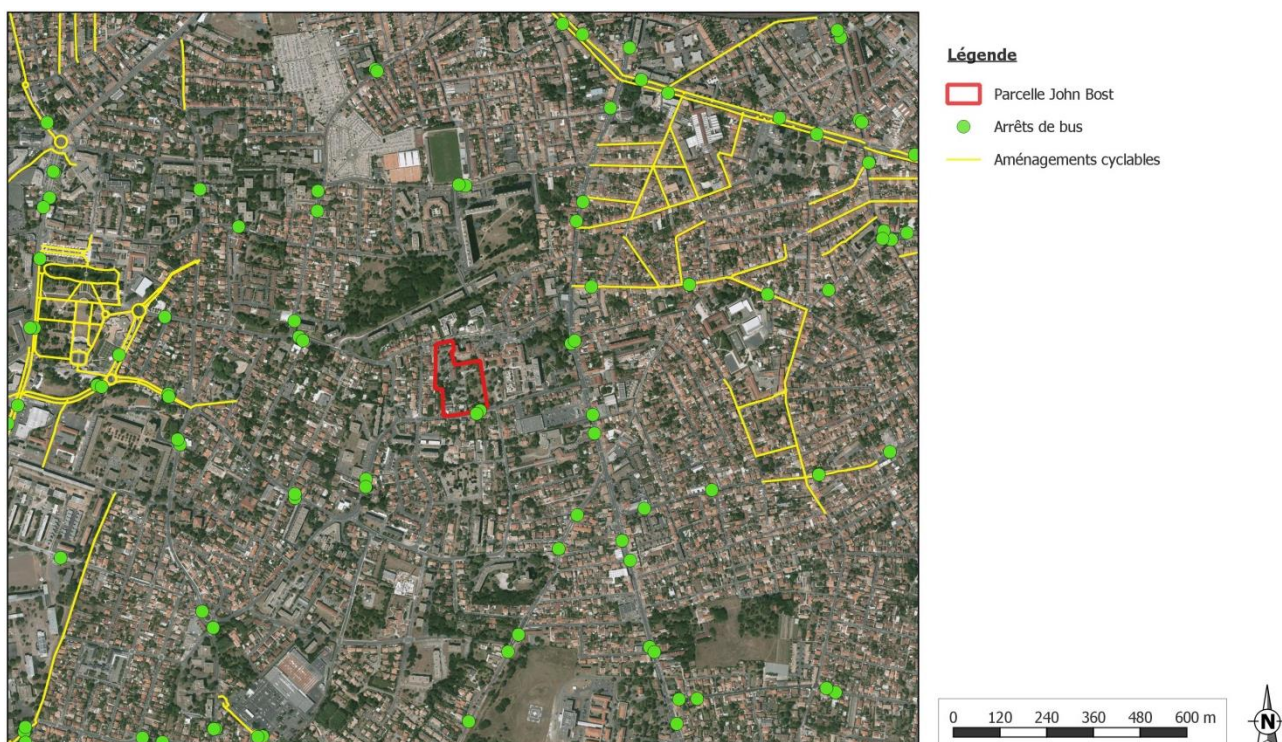 Légende
Parcelle John Bost
Arrêts de bus
Aménagements cyclables
0 120 240 360 480 600 m
N